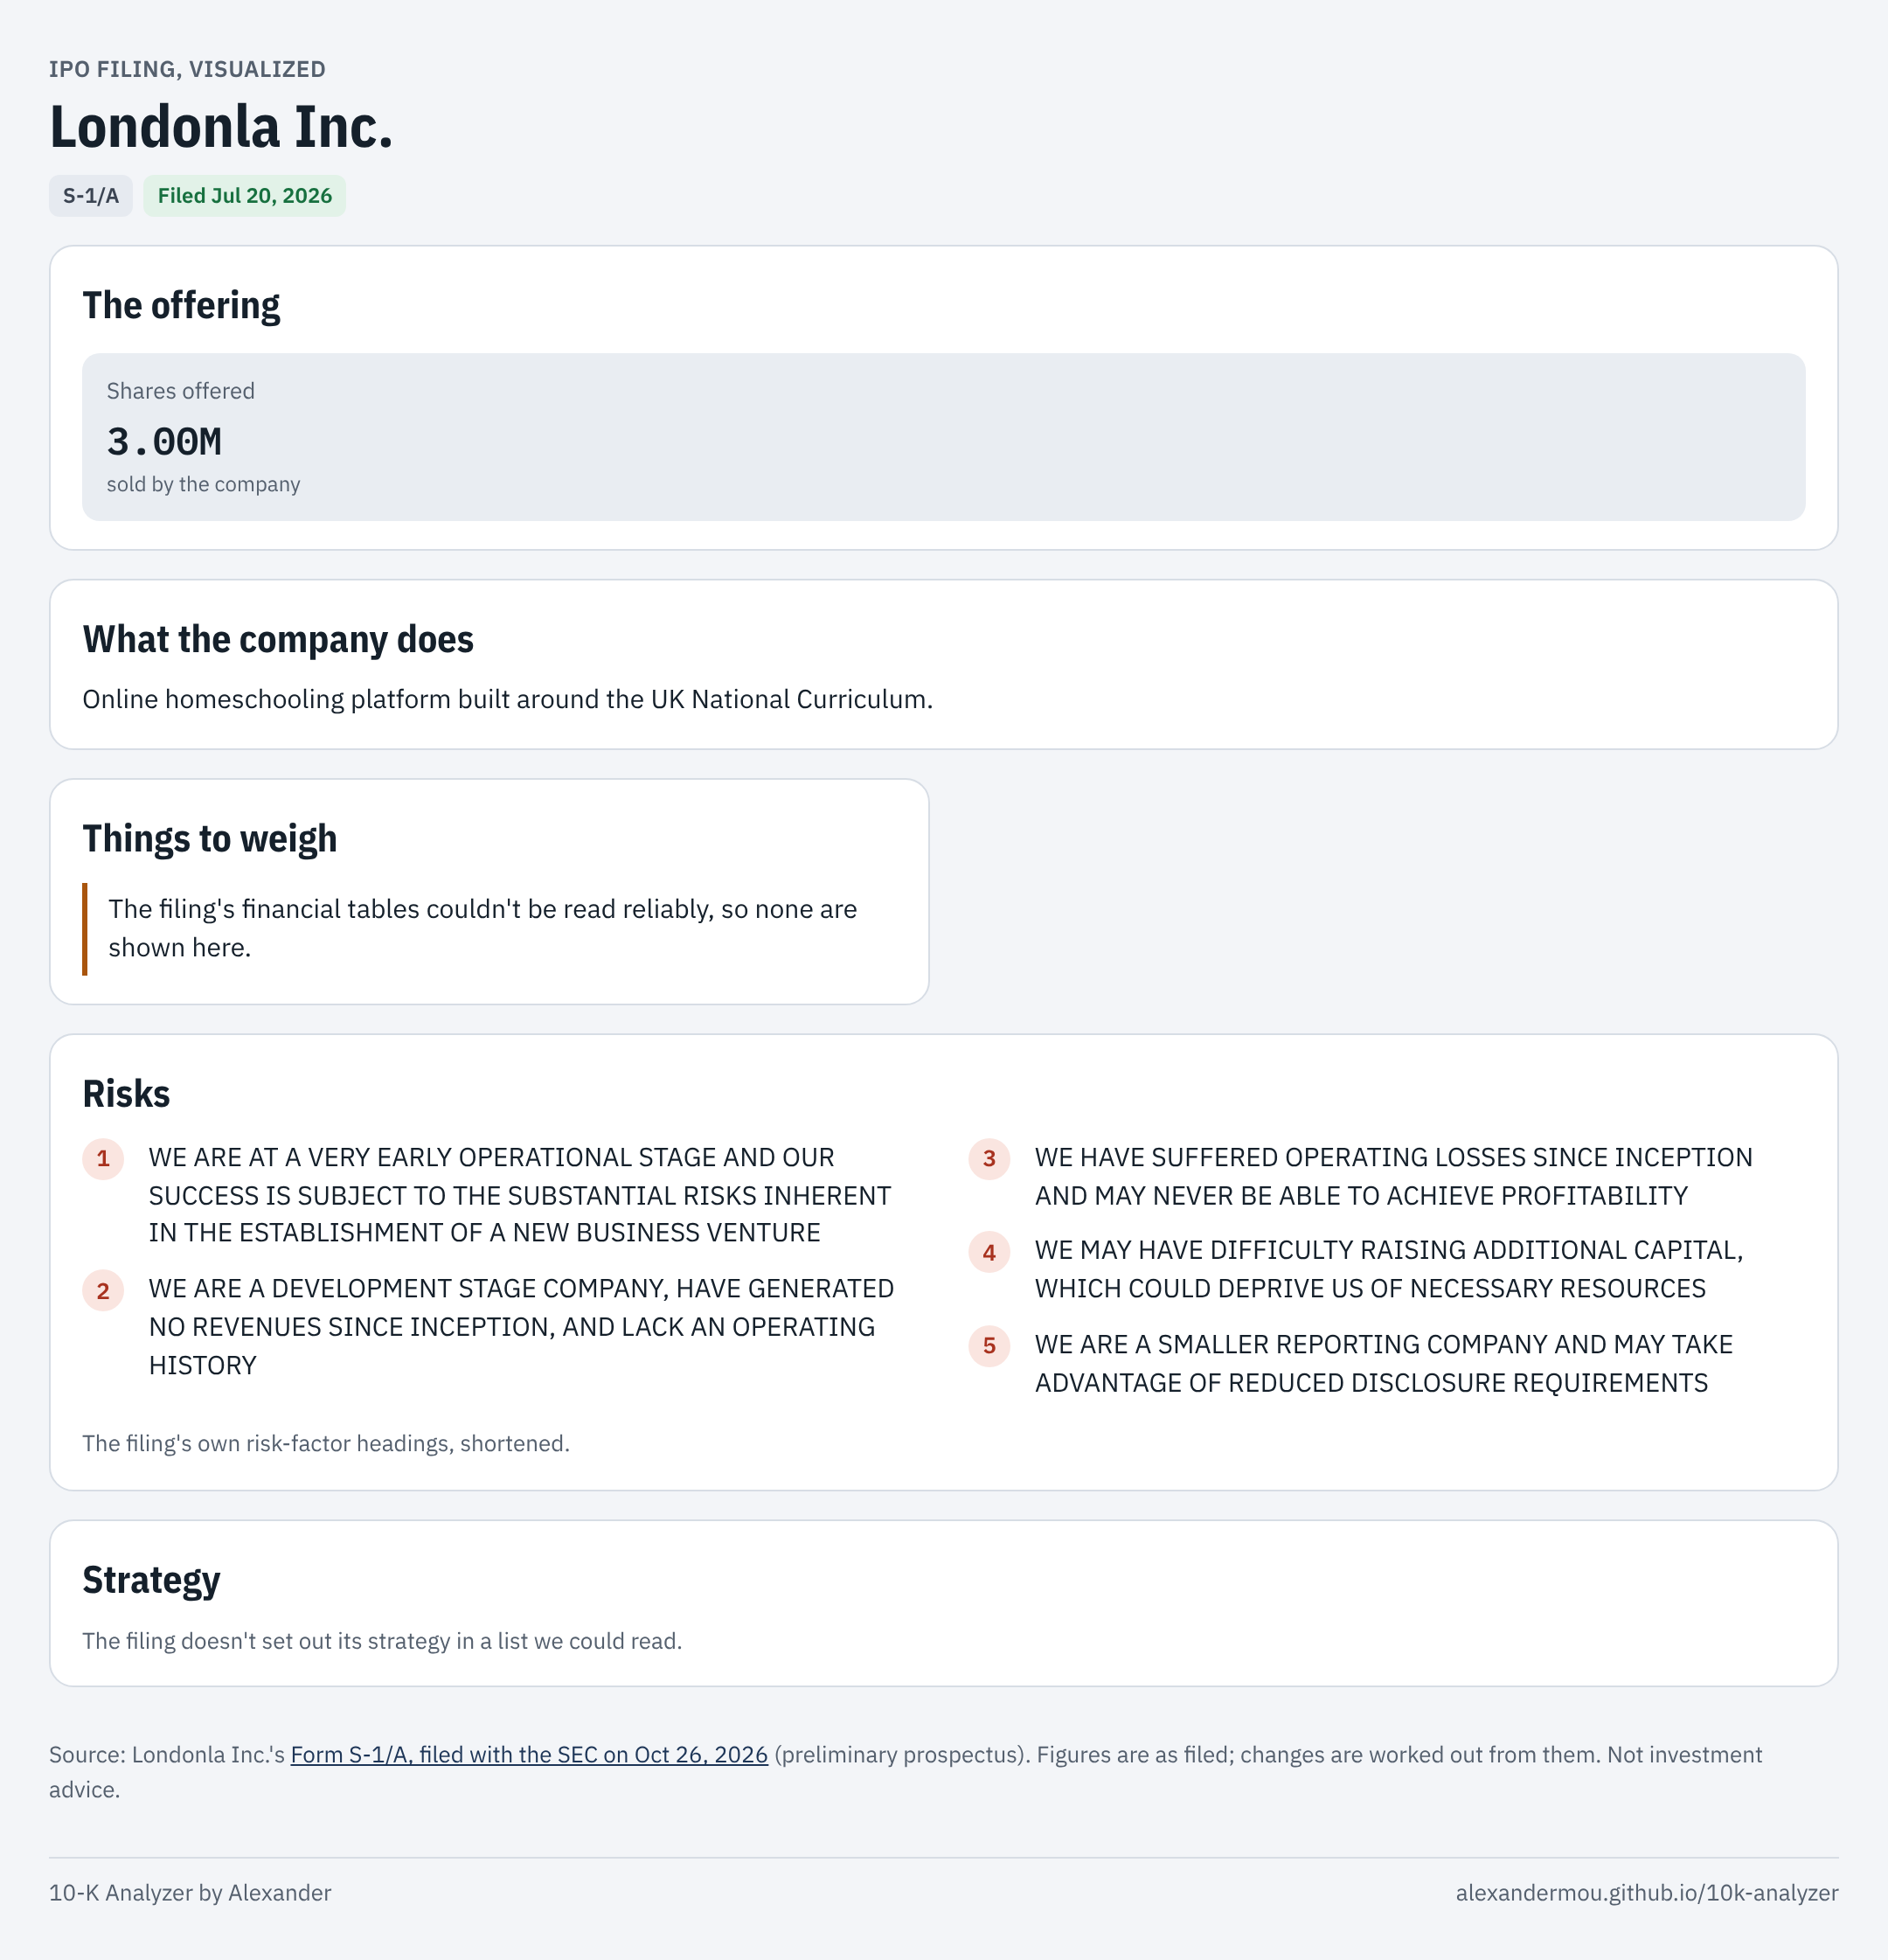 IPO FILING, VISUALIZED
Londonla Inc.
S-1/A
Filed Jul 20, 2026
The offering
Shares offered
3.00M
sold by the company
What the company does
Online homeschooling platform built around the UK National Curriculum.
Things to weigh
The filing's financial tables couldn't be read reliably, so none are
shown here.
Risks
1 WE ARE AT A VERY EARLY OPERATIONAL STAGE AND OUR
SUCCESS IS SUBJECT TO THE SUBSTANTIAL RISKS INHERENT
IN THE ESTABLISHMENT OF A NEW BUSINESS VENTURE
2 WE ARE A DEVELOPMENT STAGE COMPANY, HAVE GENERATED
NO REVENUES SINCE INCEPTION, AND LACK AN OPERATING
HISTORY
3 WE HAVE SUFFERED OPERATING LOSSES SINCE INCEPTION
AND MAY NEVER BE ABLE TO ACHIEVE PROFITABILITY
4 WE MAY HAVE DIFFICULTY RAISING ADDITIONAL CAPITAL,
WHICH COULD DEPRIVE US OF NECESSARY RESOURCES
5 WE ARE A SMALLER REPORTING COMPANY AND MAY TAKE
ADVANTAGE OF REDUCED DISCLOSURE REQUIREMENTS
The filing's own risk-factor headings, shortened.
Strategy
The filing doesn't set out its strategy in a list we could read.
Source: Londonla Inc.'s Form S-1/A, filed with the SEC on Oct 26, 2026 (preliminary prospectus). Figures are as filed; changes are worked out from them. Not investment
advice.
10-K Analyzer by Alexander
alexandermou.github.io/10k-analyzer